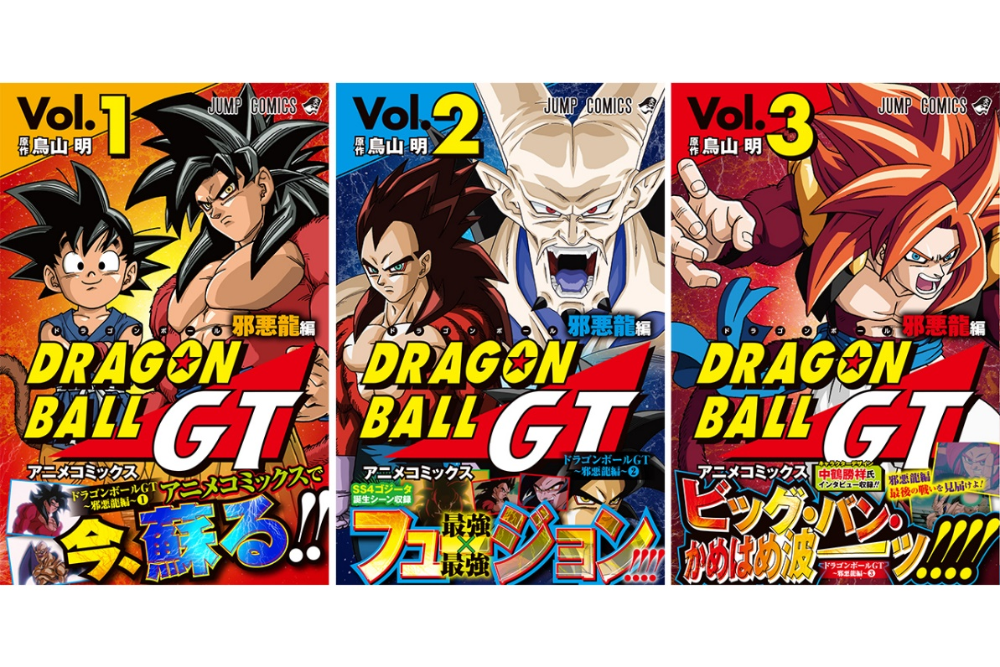 Vol.1
JUMP COMICS
原作 鳥山 明
邪悪龍編
ドラゴンボール
DRAGON
BALL GT
アニメコミックス
ドラゴンボールGT
~邪悪龍編~❶
アニメコミックスで
今、蘇る!!
Vol.2
JUMP COMICS
原作 鳥山 明
邪悪龍編
ドラゴンボール
DRAGON
BALL GT
アニメコミックス
ドラゴンボールGT
~邪悪龍編~❷
SS4ゴジータ
誕生シーン収録
最強
×
最強
フュージョン!!!!
Vol.3
JUMP COMICS
原作 鳥山 明
邪悪龍編
ドラゴンボール
DRAGON
BALL GT
アニメコミックス
キャラクターデザイン
中鶴勝祥氏
インタビュー収録!!
邪悪龍編
最後の戦いを見届けよ!
ビッグ・バン・
かめはめ波ーーッ!!!!
ドラゴンボールGT
~邪悪龍編~❸